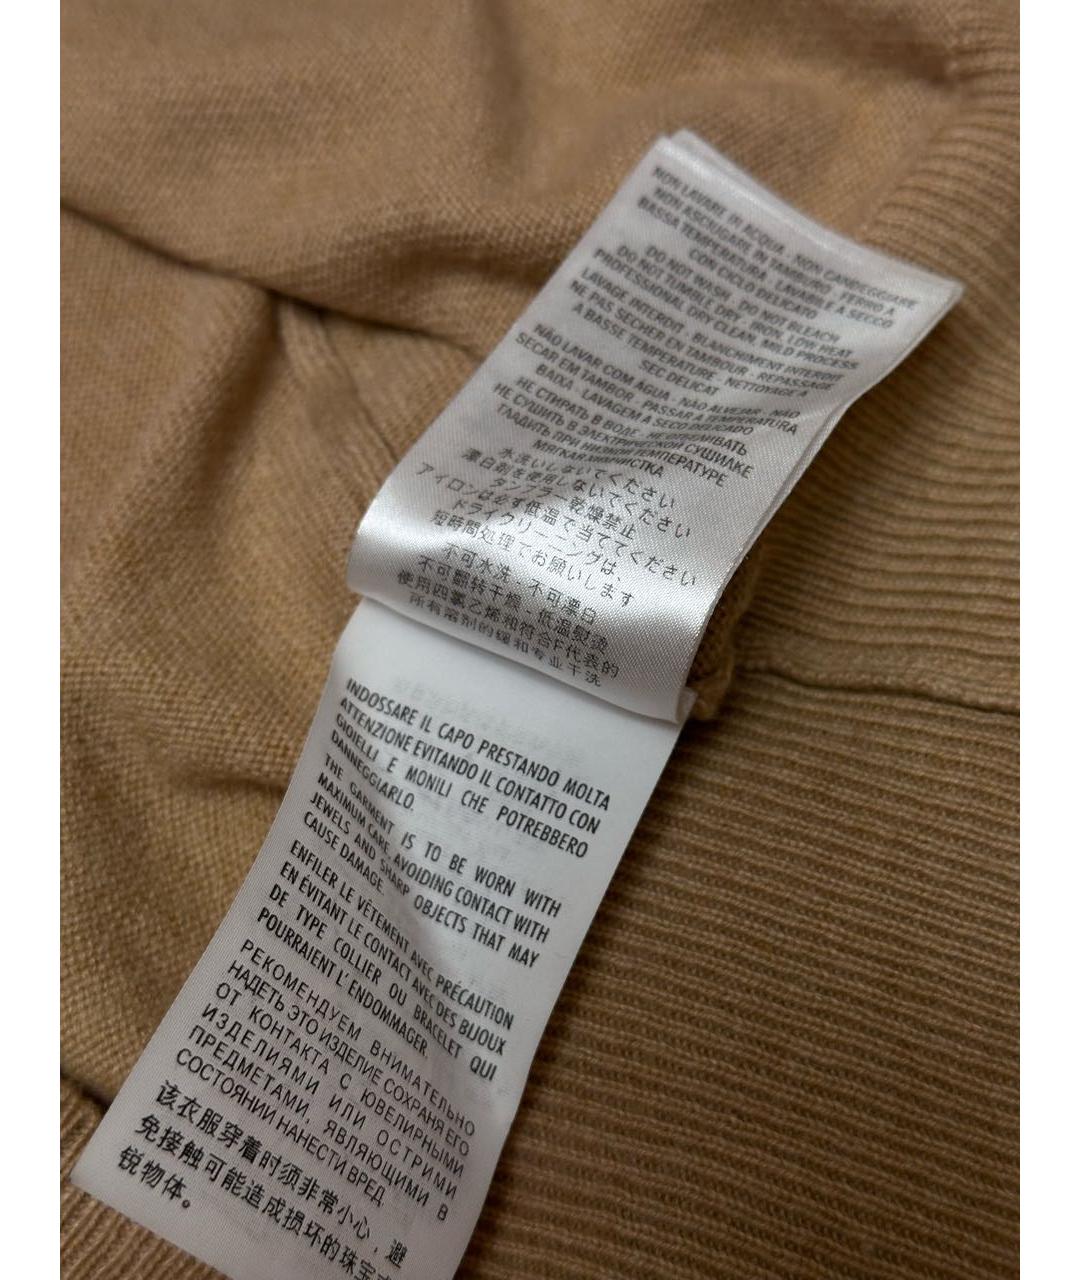 NON LAVARE IN ACQUA · NON CANDEGGIARE
NON ASCIUGARE IN TAMBURO · FERRO A
BASSA TEMPERATURA · LAVABILE A SECCO
CON CICLO DELICATO
DO NOT WASH · DO NOT BLEACH
DO NOT TUMBLE DRY · IRON, LOW HEAT
PROFESSIONAL DRY CLEAN, MILD PROCESS
LAVAGE INTERDIT · BLANCHIMENT INTERDIT
NE PAS SECHER EN TAMBOUR · REPASSAGE
A BASSE TEMPERATURE · NETTOYAGE A
SEC DELICAT
NÃO LAVAR COM AGUA · NÃO ALVEJAR · NÃO
SECAR EM TAMBOR · PASSAR A TEMPERATURA
BAIXA · LAVAGEM A SECO DELICADO
НЕ СТИРАТЬ В ВОДЕ. НЕ ОТБЕЛИВАТЬ
НЕ СУШИТЬ В ЭЛЕКТРИЧЕСКОЙ СУШИЛКЕ
ГЛАДИТЬ ПРИ НИЗКОЙ ТЕМПЕРАТУРЕ
МЯГКАЯ ХИМЧИСТКА
水洗いしないでください
漂白剤を使用しないでください
タンブラー乾燥禁止
アイロンは必ず低温で当ててください
ドライクリーニングは、
短時間処理でお願いします
不可水洗 · 不可漂白
不可翻转干燥 · 低温熨烫
使用四氯乙烯和符合F代表的
所有溶剂的缓和专业干洗
INDOSSARE IL CAPO PRESTANDO MOLTA
ATTENZIONE EVITANDO IL CONTATTO CON
GIOIELLI E MONILI CHE POTREBBERO
DANNEGGIARLO.
THE GARMENT IS TO BE WORN WITH
MAXIMUM CARE AVOIDING CONTACT WITH
JEWELS AND SHARP OBJECTS THAT MAY
CAUSE DAMAGE.
ENFILER LE VÊTEMENT AVEC PRÉCAUTION
EN ÉVITANT LE CONTACT AVEC DES BIJOUX
DE TYPE COLLIER OU BRACELET QUI
POURRAIENT L'ENDOMMAGER.
РЕКОМЕНДУЕМ ВНИМАТЕЛЬНО
НАДЕТЬ ЭТО ИЗДЕЛИЕ СОХРАНЯ ЕГО
ОТ КОНТАКТА С ЮВЕЛИРНЫМИ
ИЗДЕЛИЯМИ ИЛИ ОСТРИМИ
ПРЕДМЕТАМИ, ЯВЛЯЮЩИМИ В
СОСТОЯНИИ НАНЕСТИ ВРЕД
该衣服穿着时须非常小心，避
免接触可能造成损坏的珠宝
锐物体。